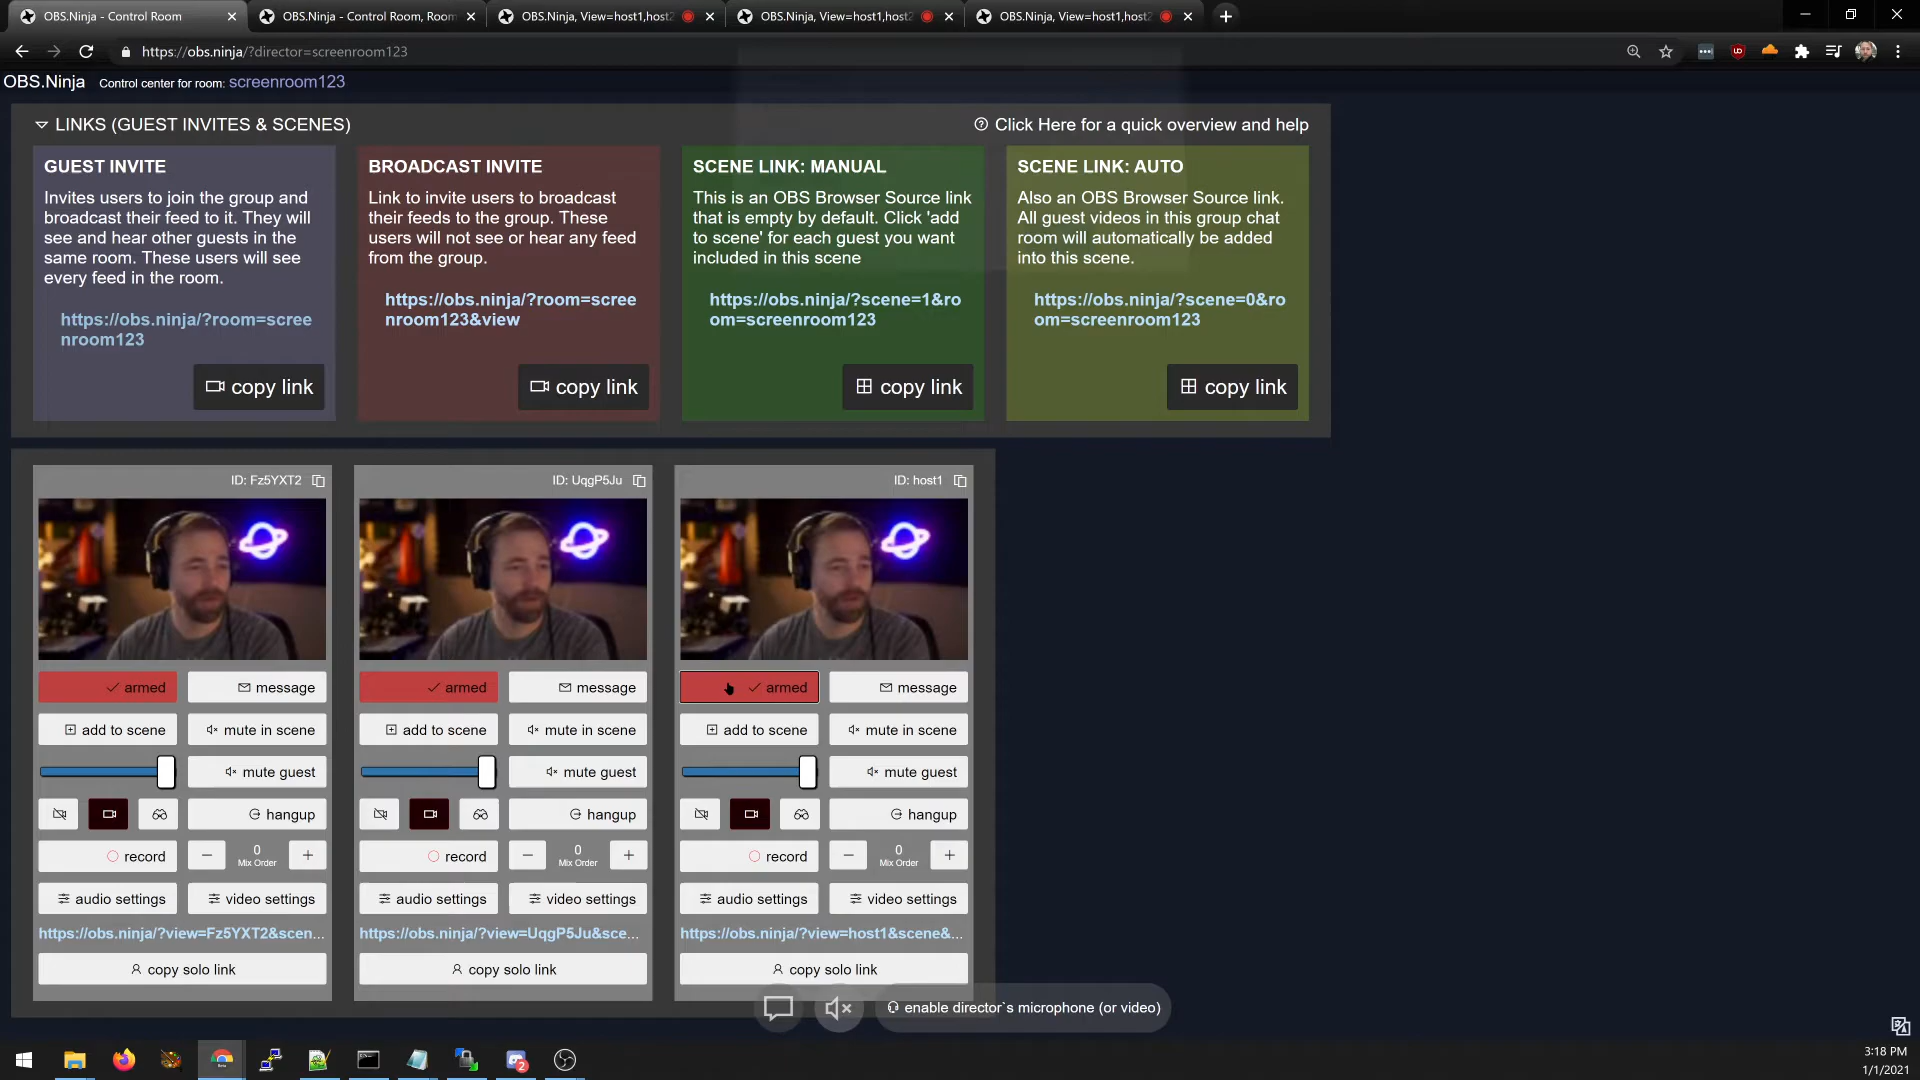 OBS.Ninja - Control Room
OBS.Ninja - Control Room, Room
OBS.Ninja, View=host1,host2
OBS.Ninja, View=host1,host2
OBS.Ninja, View=host1,host2
https://obs.ninja/?director=screenroom123
OBS.Ninja Control center for room: screenroom123
LINKS (GUEST INVITES & SCENES)
Click Here for a quick overview and help
GUEST INVITE
Invites users to join the group and
broadcast their feed to it. They will
see and hear other guests in the
same room. These users will see
every feed in the room.
https://obs.ninja/?room=scree
nroom123
copy link
BROADCAST INVITE
Link to invite users to broadcast
their feeds to the group. These
users will not see or hear any feed
from the group.
https://obs.ninja/?room=scree
nroom123&view
copy link
SCENE LINK: MANUAL
This is an OBS Browser Source link
that is empty by default. Click 'add
to scene' for each guest you want
included in this scene
https://obs.ninja/?scene=1&ro
om=screenroom123
copy link
SCENE LINK: AUTO
Also an OBS Browser Source link.
All guest videos in this group chat
room will automatically be added
into this scene.
https://obs.ninja/?scene=0&ro
om=screenroom123
copy link
ID: Fz5YXT2
armed
message
add to scene
mute in scene
mute guest
hangup
record
0
Mix Order
audio settings
video settings
https://obs.ninja/?view=Fz5YXT2&scen...
copy solo link
ID: UqgP5Ju
armed
message
add to scene
mute in scene
mute guest
hangup
record
0
Mix Order
audio settings
video settings
https://obs.ninja/?view=UqgP5Ju&sce...
copy solo link
ID: host1
armed
message
add to scene
mute in scene
mute guest
hangup
record
0
Mix Order
audio settings
video settings
https://obs.ninja/?view=host1&scene&...
copy solo link
enable director`s microphone (or video)
2
3:18 PM
1/1/2021